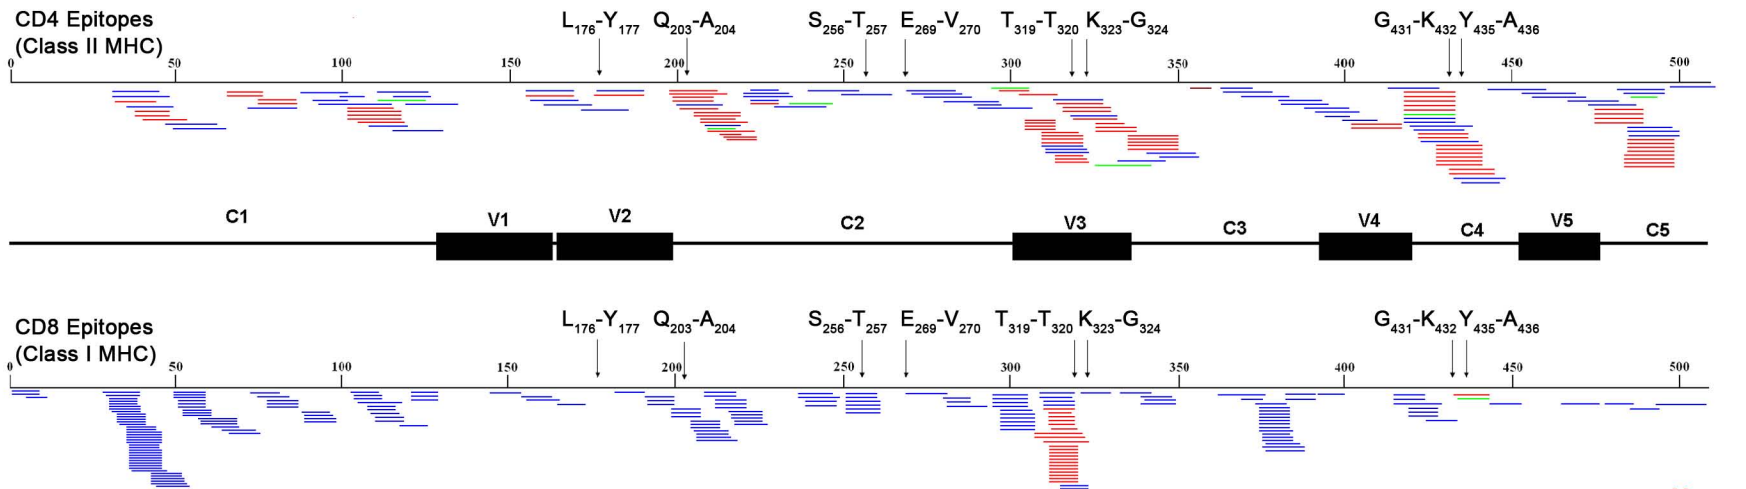 CD4 Epitopes
(Class II MHC)
L176-Y177 Q203-A204 S256-T257 E269-V270 T319-T320 K323-G324 G431-K432 Y435-A436
0 50 100 150 200 250 300 350 400 450 500
C1 V1 V2 C2 V3 C3 V4 C4 V5 C5
CD8 Epitopes
(Class I MHC)
L176-Y177 Q203-A204 S256-T257 E269-V270 T319-T320 K323-G324 G431-K432 Y435-A436
0 50 100 150 200 250 300 350 400 450 500